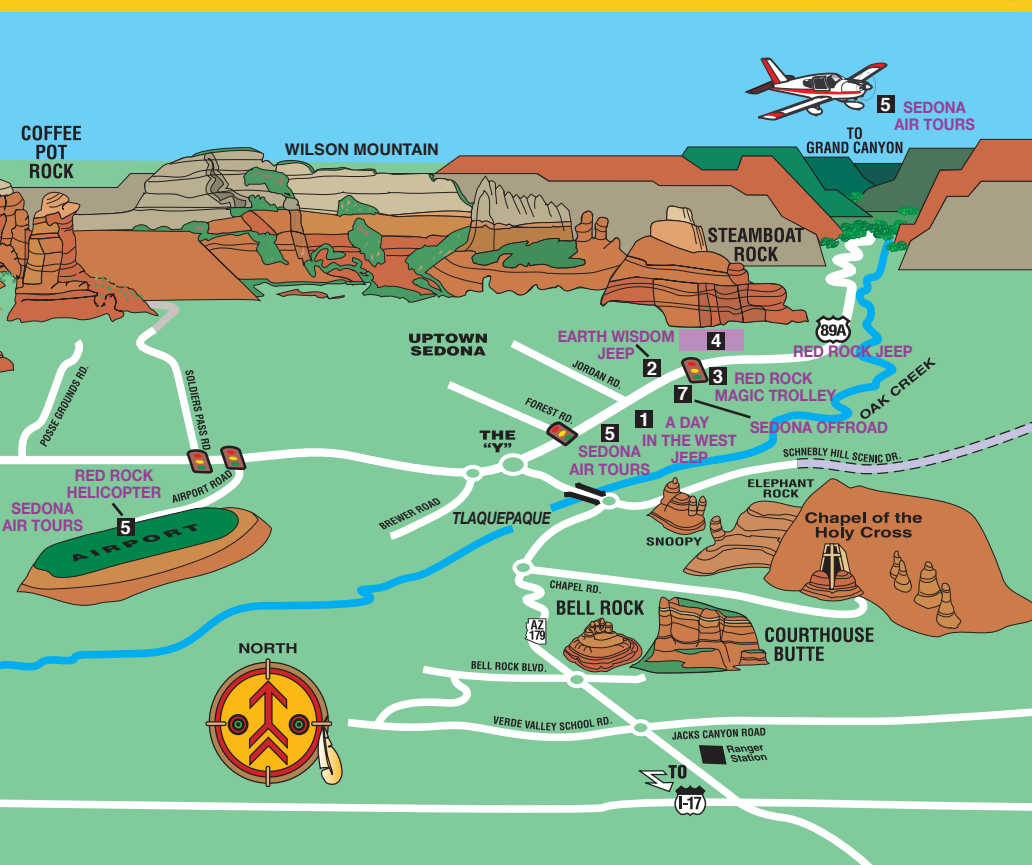 COFFEE
POT
ROCK
WILSON MOUNTAIN
5 SEDONA
AIR TOURS
TO
GRAND CANYON
STEAMBOAT
ROCK
89A
UPTOWN
SEDONA
EARTH WISDOM
JEEP
4
2
RED ROCK JEEP
3 RED ROCK
MAGIC TROLLEY
7
SEDONA OFFROAD
JORDAN RD.
FOREST RD.
OAK CREEK
POSSE GROUNDS RD.
SOLDIERS PASS RD
1 A DAY
IN THE WEST
JEEP
5
SEDONA
AIR TOURS
THE
"Y"
SCHNEBLY HILL SCENIC DR.
RED ROCK
HELICOPTER
SEDONA
AIR TOURS
5
AIRPORT ROAD
AIRPORT
BREWER ROAD
TLAQUEPAQUE
SNOOPY
ELEPHANT
ROCK
Chapel of the
Holy Cross
CHAPEL RD.
BELL ROCK
AZ
179
COURTHOUSE
BUTTE
NORTH
BELL ROCK BLVD.
VERDE VALLEY SCHOOL RD.
JACKS CANYON ROAD
Ranger
Station
TO
I-17